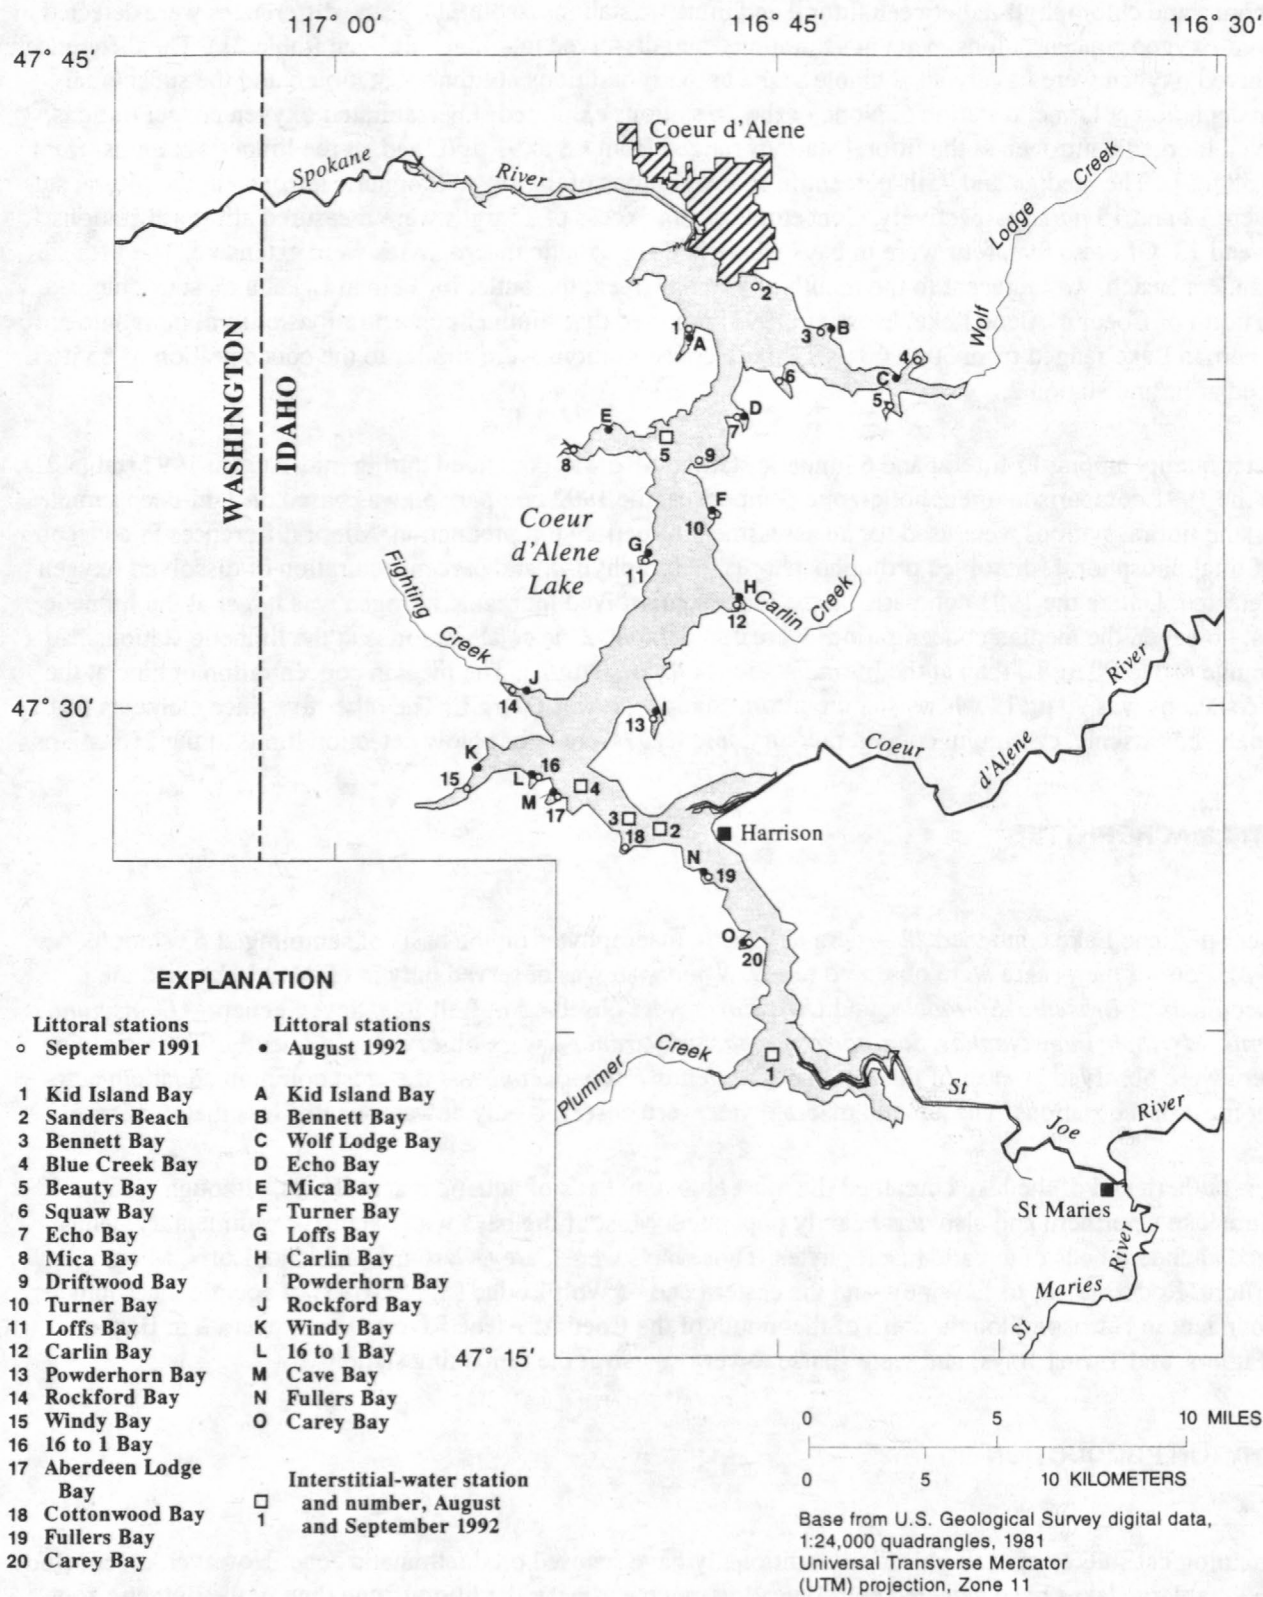 117° 00'
116° 45'
116° 30'
47° 45'
Coeur d'Alene
Spokane
River
Wolf
Lodge
Creek
WASHINGTON
IDAHO
2
1
A
3
B
4
C
5
6
D
7
E
8
5
9
F
10
Coeur
d'Alene
Lake
G
11
H
12
Carlin
Creek
Fighting
Creek
J
14
I
13
47° 30'
K
15
L
16
M
17
4
3
18
2
Coeur
d'Alene
River
Harrison
N
19
O
20
1
Plummer
Creek
St
Joe
River
St Maries
St.
Maries
River
47° 15'
EXPLANATION
Littoral stations
September 1991
1 Kid Island Bay
2 Sanders Beach
3 Bennett Bay
4 Blue Creek Bay
5 Beauty Bay
6 Squaw Bay
7 Echo Bay
8 Mica Bay
9 Driftwood Bay
10 Turner Bay
11 Loffs Bay
12 Carlin Bay
13 Powderhorn Bay
14 Rockford Bay
15 Windy Bay
16 16 to 1 Bay
17 Aberdeen Lodge
Bay
18 Cottonwood Bay
19 Fullers Bay
20 Carey Bay
Littoral stations
August 1992
A Kid Island Bay
B Bennett Bay
C Wolf Lodge Bay
D Echo Bay
E Mica Bay
F Turner Bay
G Loffs Bay
H Carlin Bay
I Powderhorn Bay
J Rockford Bay
K Windy Bay
L 16 to 1 Bay
M Cave Bay
N Fullers Bay
O Carey Bay
Interstitial-water station
and number, August
1 and September 1992
0 5 10 MILES
0 5 10 KILOMETERS
Base from U.S. Geological Survey digital data,
1:24,000 quadrangles, 1981
Universal Transverse Mercator
(UTM) projection, Zone 11